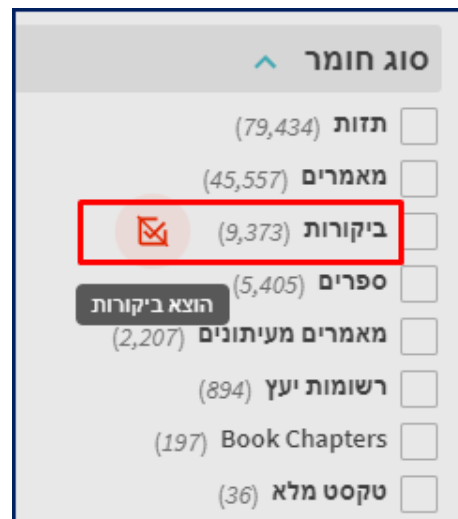 סוג חומר
תזות (79,434)
מאמרים (45,557)
ביקורות (9,373)
ספרים (5,405)
הוצא ביקורות
מאמרים מעיתונים (2,207)
רשומות יעץ (894)
Book Chapters (197)
טקסט מלא (36)